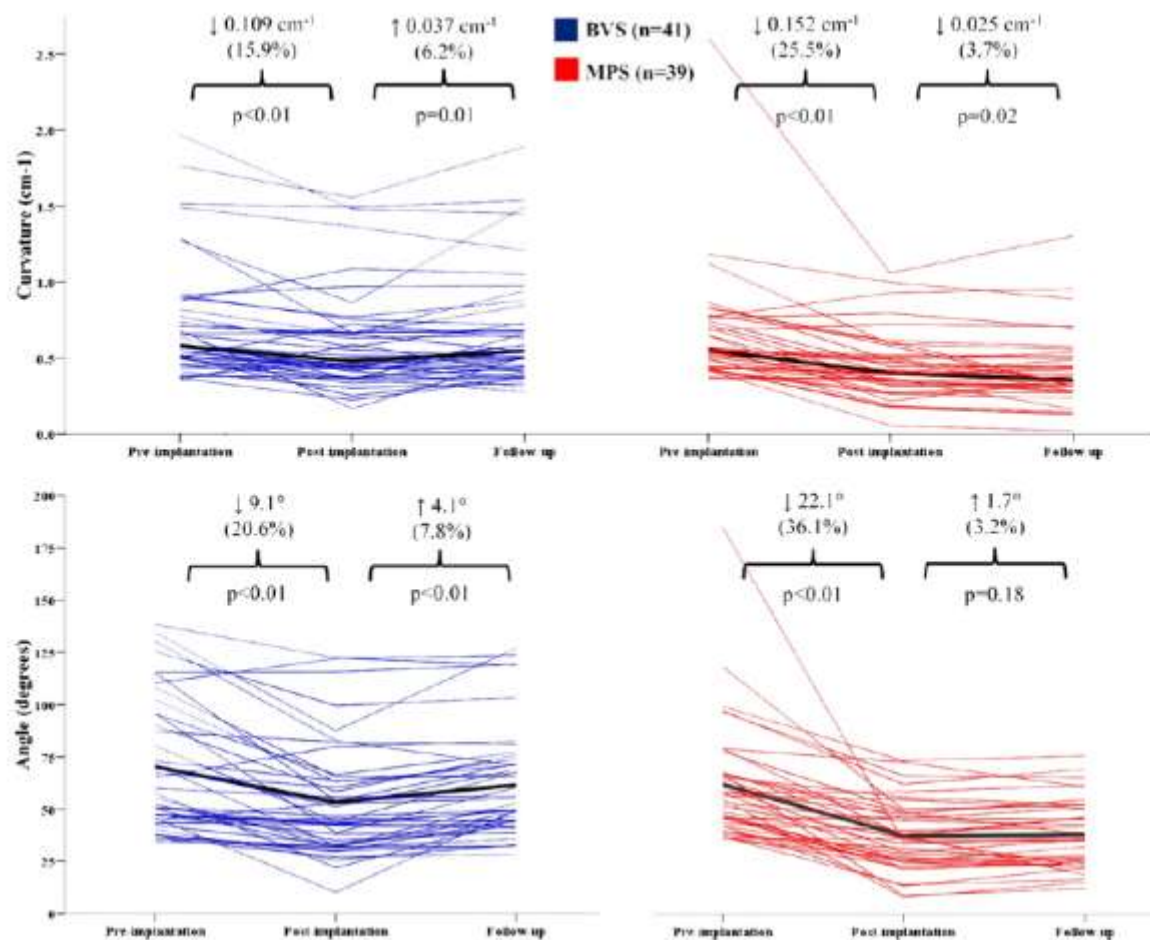 ↓ 0.109 cm⁻¹
(15.9%)
p<0.01
↑ 0.037 cm⁻¹
(6.2%)
p=0.01
BVS (n=41)
MPS (n=39)
↓ 0.152 cm⁻¹
(25.5%)
p<0.01
↓ 0.025 cm⁻¹
(3.7%)
p=0.02
Curvature (cm-1)
2.5
2.0
1.5
1.0
0.5
0.0
Pre implantation
Post implantation
Follow up
Pre implantation
Post implantation
Follow up
↓ 9.1°
(20.6%)
p<0.01
↑ 4.1°
(7.8%)
p<0.01
↓ 22.1°
(36.1%)
p<0.01
↑ 1.7°
(3.2%)
p=0.18
Angle (degrees)
200
175
150
125
100
75
50
25
0
Pre-implantation
Post implantation
Follow up
Pre implantation
Post implantation
Follow up